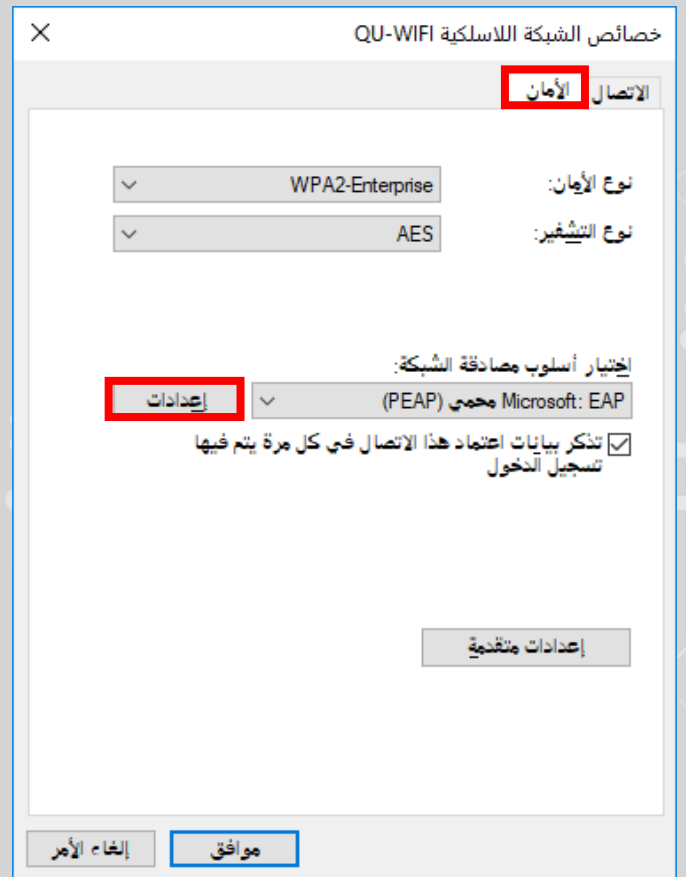 خصائص الشبكة اللاسلكية QU-WIFI
الاتصال الأمان
نوع الأمان: WPA2-Enterprise
نوع التشفير: AES
اختيار أسلوب مصادقة الشبكة:
Microsoft: EAP محمي (PEAP) إعدادات
تذكر بيانات اعتماد هذا الاتصال في كل مرة يتم فيها
تسجيل الدخول
إعدادات متقدمة
موافق إلغاء الأمر